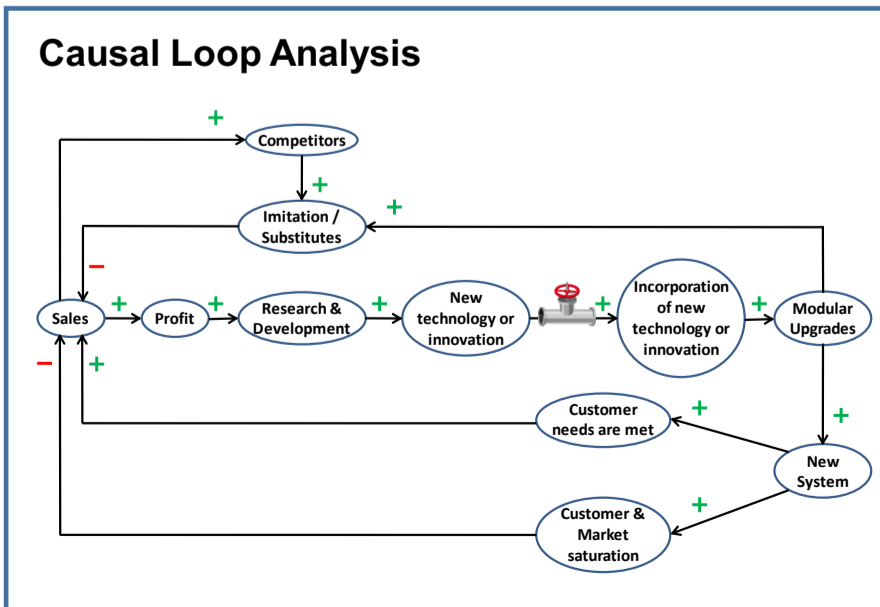 Causal Loop Analysis
+
Competitors
+
+
Imitation /
Substitutes
−
+
+
+
+
+
Sales
Profit
Research &
Development
New
technology or
innovation
Incorporation
of new
technology or
innovation
Modular
Upgrades
−
+
+
+
Customer
needs are met
New
System
+
Customer &
Market
saturation